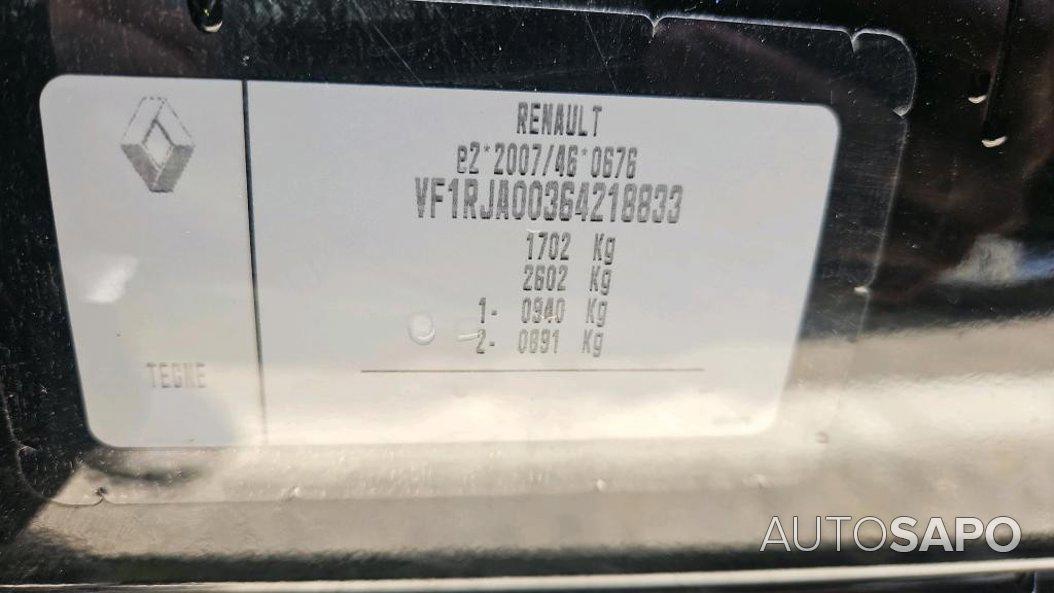 RENAULT
e2*2007/46*0676
VF1RJA00364218833
1702 Kg
2602 Kg
1- 0940 Kg
2- 0891 Kg
TEGNE
AUTOSAPO